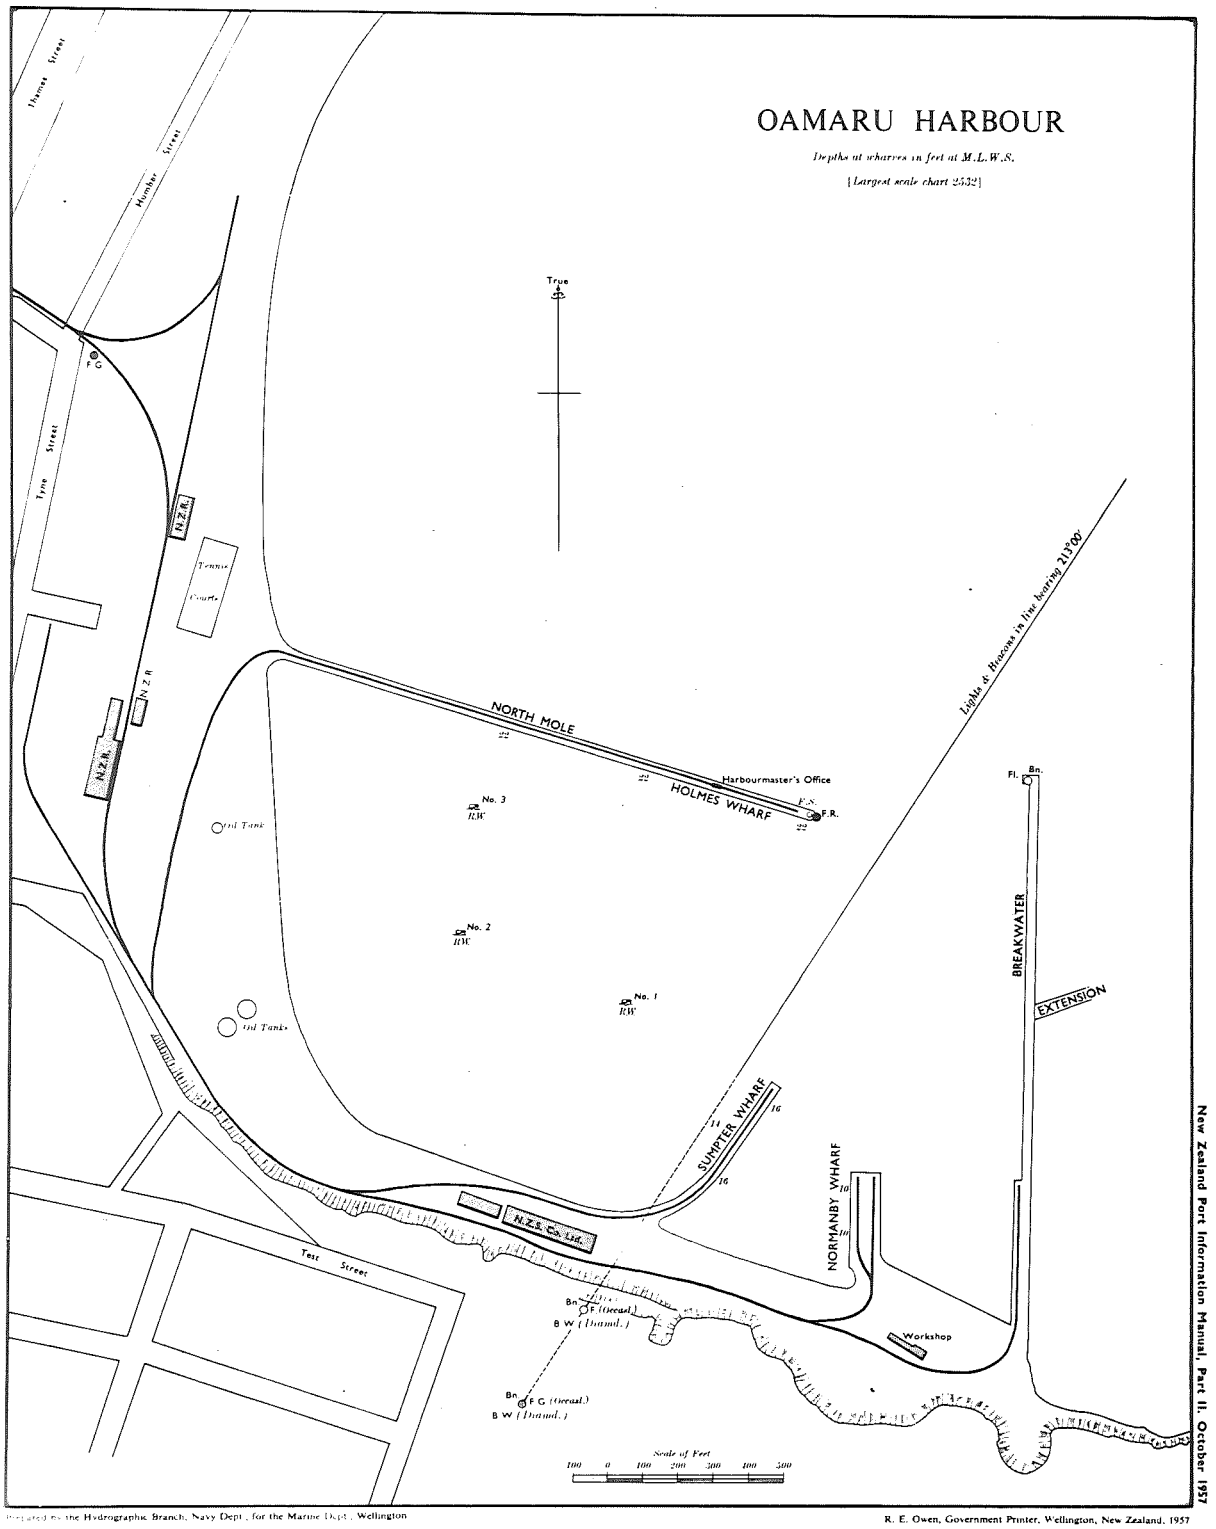 OAMARU HARBOUR
Depths at wharves in feet at M.L.W.S.
[Largest scale chart 2532]
Thames Street
Humber Street
True
F G
Tyne Street
N.Z.R.
Tennis
Courts
N Z R
N.Z.R.
Lights & Beacons in line bearing 213°00'
NORTH MOLE
22
22
Harbourmaster's Office
HOLMES WHARF
F.S.
F.R.
22
Fl.
Bn.
No. 3
RW.
Oil Tank
BREAKWATER
No. 2
RW.
EXTENSION
No. 1
RW.
Oil Tanks
SUMPTER WHARF
14
16
16
NORMANBY WHARF
10
10
N.Z.S. Co. Ltd.
Test Street
Bn.
F (Occasl.)
B W (Diamd.)
Workshop
Bn.
F G (Occasl.)
B W (Diamd.)
Scale of Feet
100 0 100 200 300 400 500
New Zealand Port Information Manual, Part II. October 1957
Prepared by the Hydrographic Branch, Navy Dept., for the Marine Dept., Wellington
R. E. Owen, Government Printer, Wellington, New Zealand, 1957